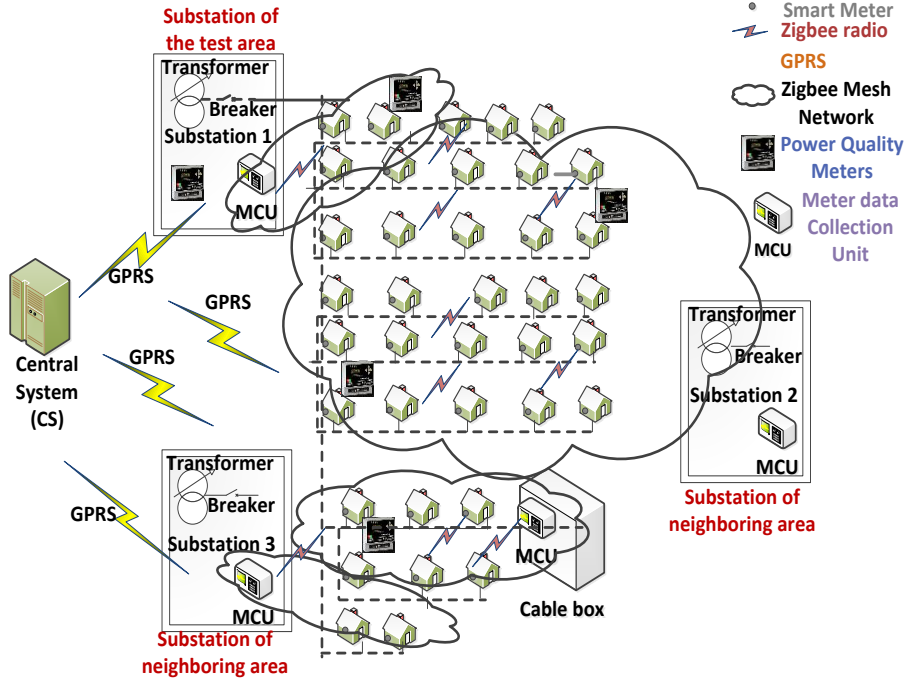 Substation of
the test area
Transformer
Breaker
Substation 1
MCU
Smart Meter
Zigbee radio
GPRS
Zigbee Mesh
Network
Power Quality
Meters
Meter data
Collection
Unit
MCU
GPRS
GPRS
GPRS
GPRS
Central
System
(CS)
Transformer
Breaker
Substation 2
MCU
Substation of
neighboring area
Transformer
Breaker
Substation 3
MCU
Substation of
neighboring area
MCU
Cable box